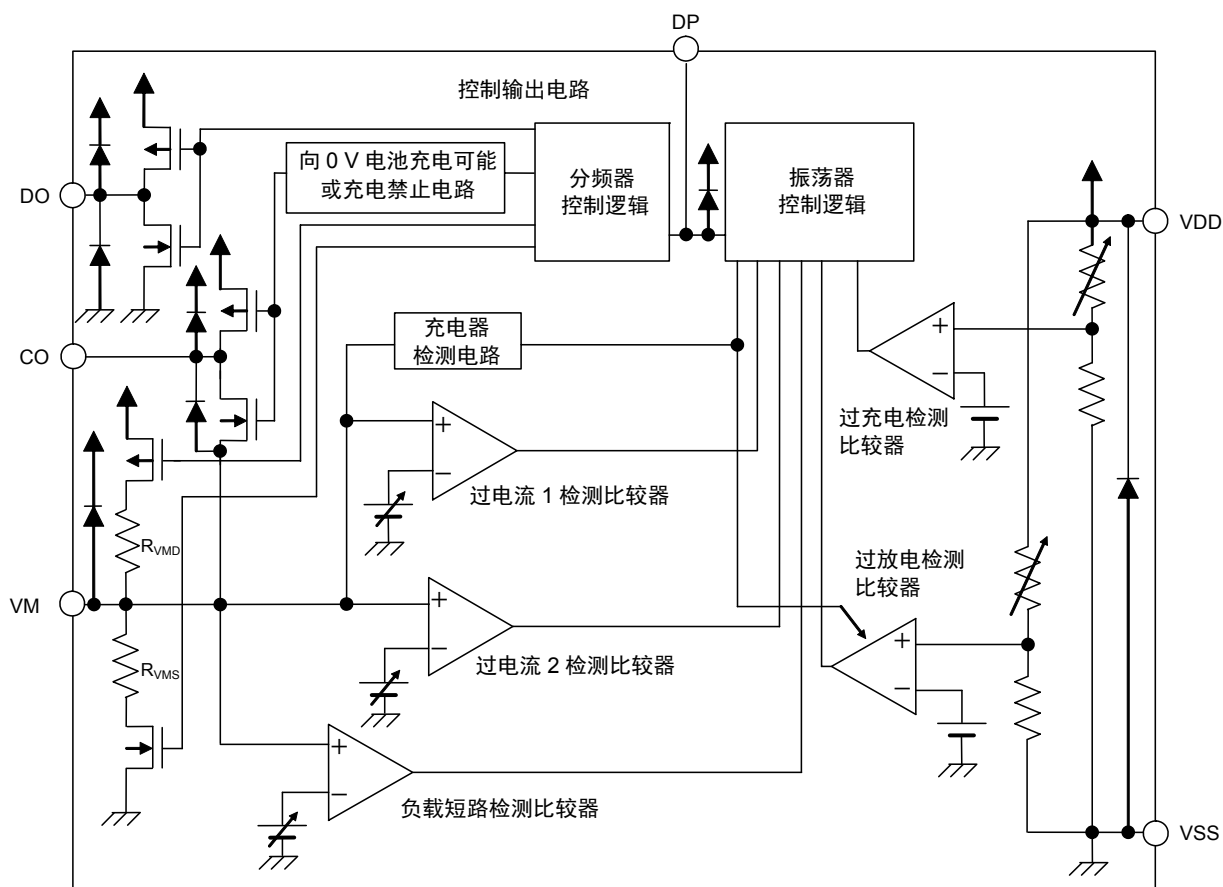 DP
控制输出电路
向 0 V 电池充电可能
或充电禁止电路
分频器
控制逻辑
振荡器
控制逻辑
DO
VDD
充电器
检测电路
CO
+
−
过充电检测
比较器
+
−
过电流 1 检测比较器
RVMD
过放电检测
比较器
VM
+
−
过电流 2 检测比较器
+
−
RVMS
+
−
负载短路检测比较器
VSS